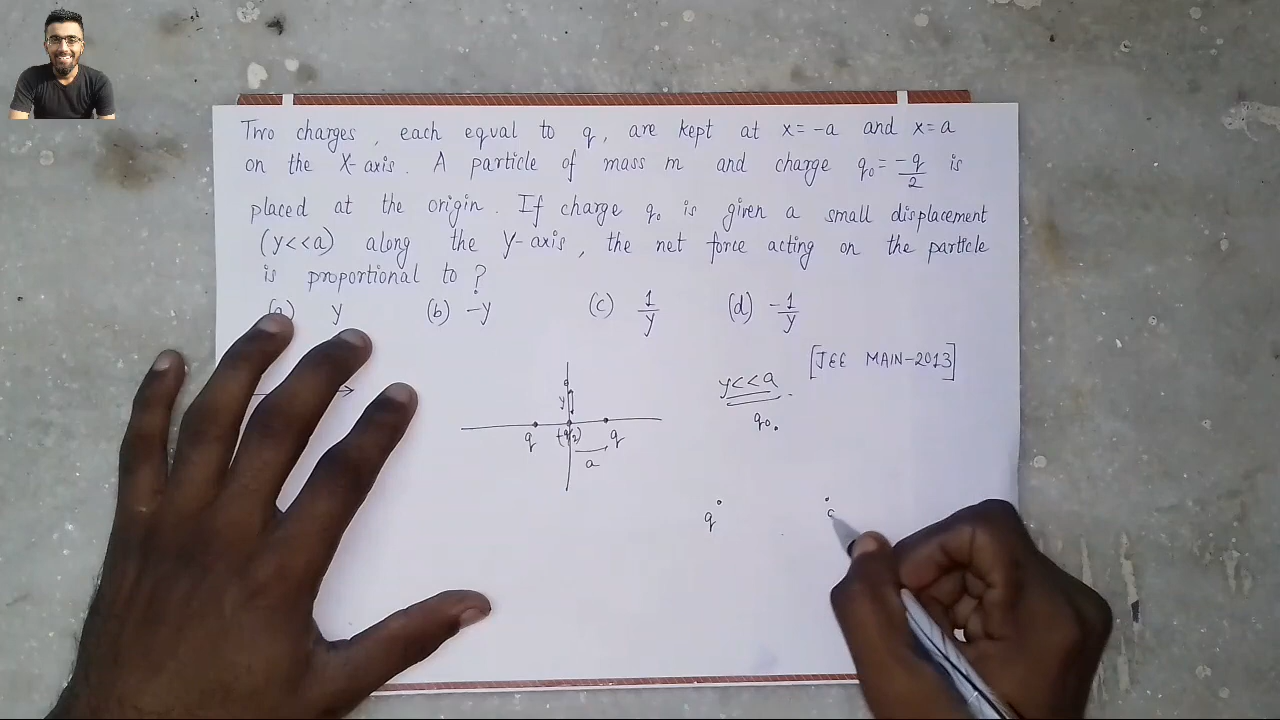 Two charges, each equal to q, are kept at x=-a and x=a
on the X-axis. A particle of mass m and charge q₀ = -q/2 is
placed at the origin. If charge q₀ is given a small displacement
(y<<a) along the Y-axis, the net force acting on the particle
is proportional to ?
(a) y (b) -y (c) 1/y (d) -1/y
[JEE MAIN-2013]
y<<a
y
q₀.
q (-q/2) q
a
q